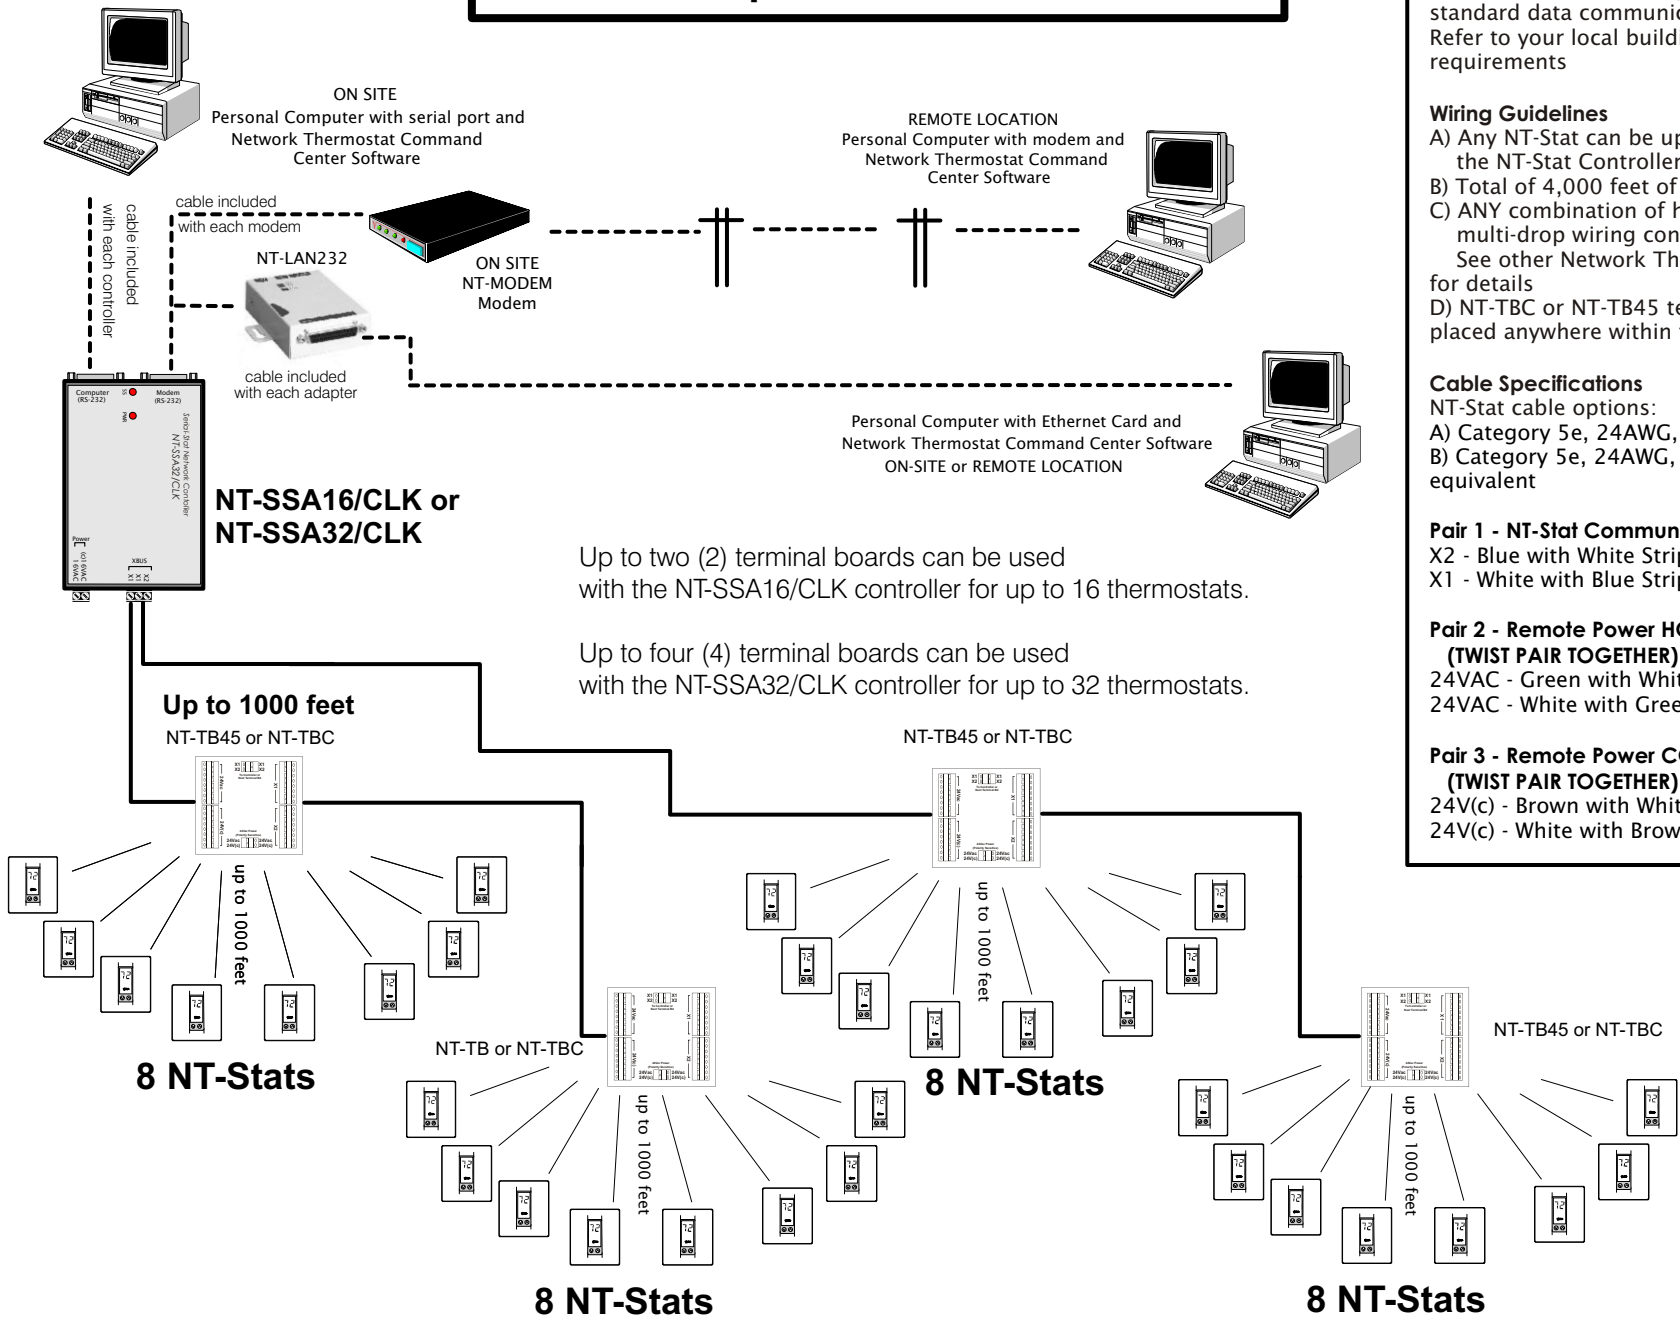 ON SITE
Personal Computer with serial port and
Network Thermostat Command
Center Software
REMOTE LOCATION
Personal Computer with modem and
Network Thermostat Command
Center Software
cable included
with each controller
cable included
with each modem
NT-LAN232
ON SITE
NT-MODEM
Modem
cable included
with each adapter
Personal Computer with Ethernet Card and
Network Thermostat Command Center Software
ON-SITE or REMOTE LOCATION
Computer
(RS-232)
SS
Modem
(RS-232)
PWR
Serial-Stat Network Controller
NT-SSA32/CLK
Power
(c)16VAC
16VAC
XBUS
X1
X1
X2
NT-SSA16/CLK or
NT-SSA32/CLK
Up to two (2) terminal boards can be used
with the NT-SSA16/CLK controller for up to 16 thermostats.
Up to four (4) terminal boards can be used
with the NT-SSA32/CLK controller for up to 32 thermostats.
Up to 1000 feet
NT-TB45 or NT-TBC
up to 1000 feet
8 NT-Stats
NT-TB or NT-TBC
up to 1000 feet
8 NT-Stats
NT-TB45 or NT-TBC
up to 1000 feet
8 NT-Stats
NT-TB45 or NT-TBC
up to 1000 feet
8 NT-Stats
standard data
Refer to your local
requirements
Wiring Guidelines
A) Any NT-Stat can be up
the NT-Stat Controller
B) Total of 4,000 feet of
C) ANY combination of
multi-drop wiring
See other Network
for details
D) NT-TBC or NT-TB45
placed anywhere within
Cable Specifications
NT-Stat cable options:
A) Category 5e, 24AWG,
B) Category 5e, 24AWG,
equivalent
Pair 1 - NT-Stat
X2 - Blue with White
X1 - White with Blue
Pair 2 - Remote Power
(TWIST PAIR TOGETHER)
24VAC - Green with
24VAC - White with
Pair 3 - Remote Power
(TWIST PAIR TOGETHER)
24V(c) - Brown with
24V(c) - White with